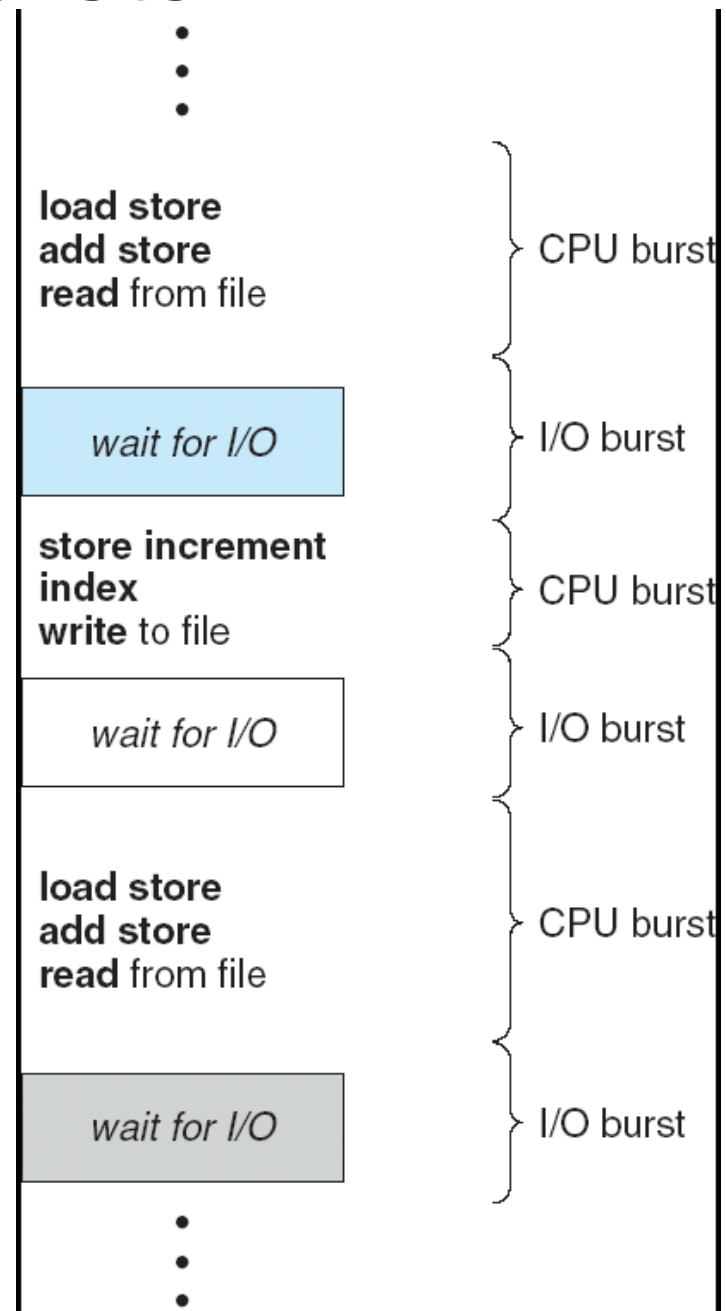 load store
add store
read from file
CPU burst
wait for I/O
I/O burst
store increment
index
write to file
CPU burst
wait for I/O
I/O burst
load store
add store
read from file
CPU burst
wait for I/O
I/O burst